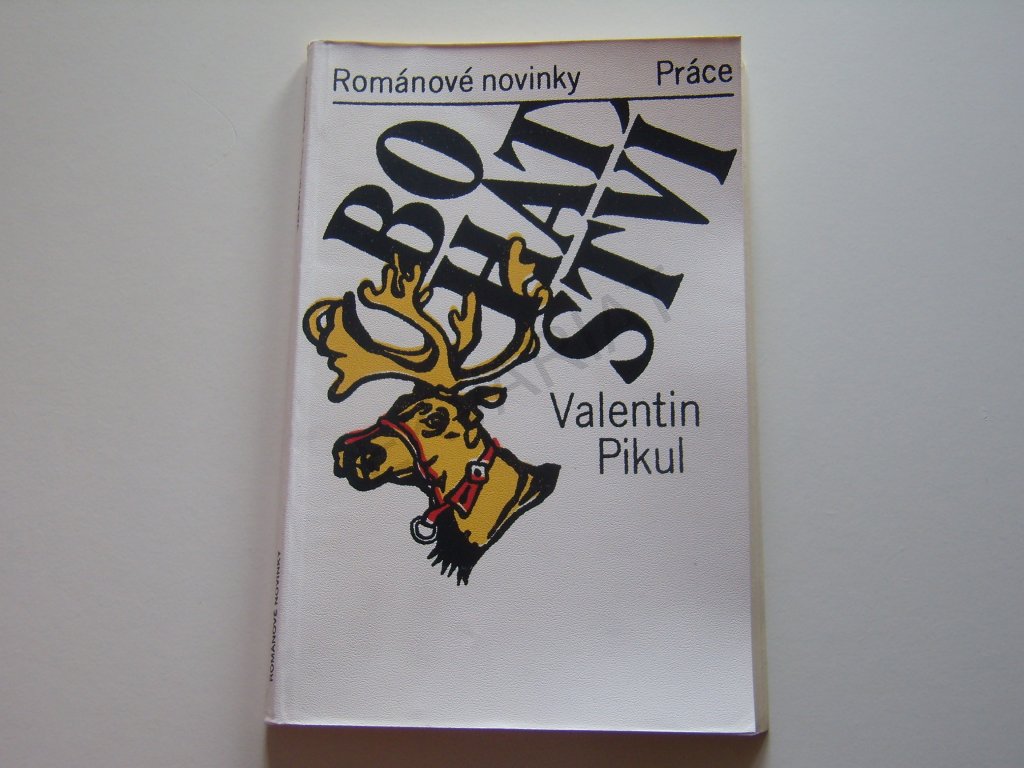 Románové novinky Práce
BO
HAT
STVÍ
Valentin
Pikul
ROMÁNOVÉ NOVINKY